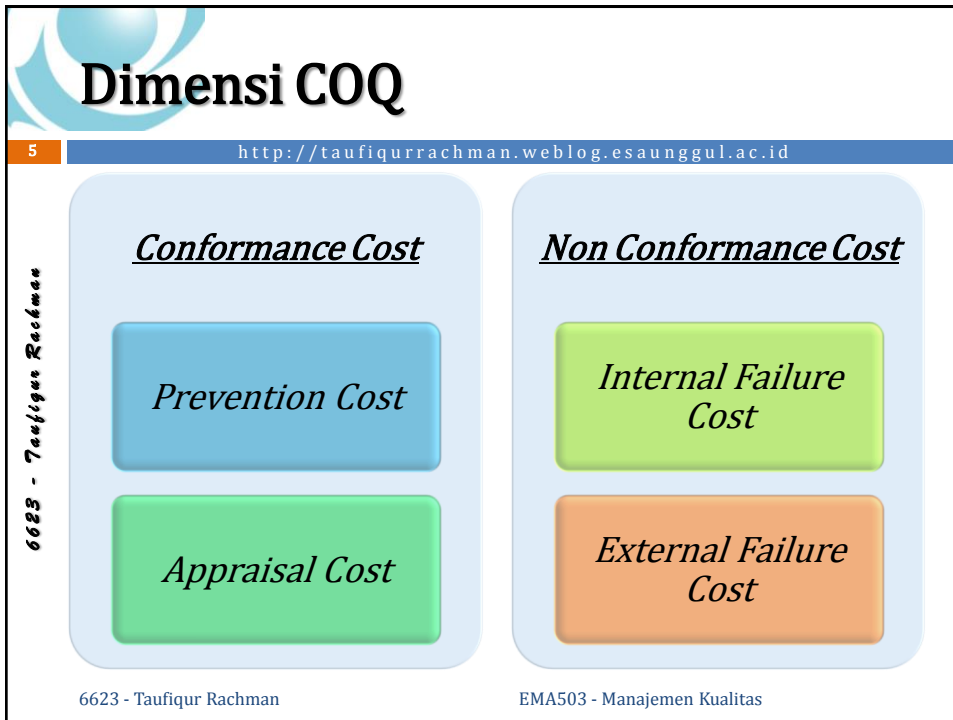 Dimensi COQ
5
http://taufiqurrachman.weblog.esaunggul.ac.id
6623 - Taufiqur Rachman
Conformance Cost
Prevention Cost
Appraisal Cost
Non Conformance Cost
Internal Failure
Cost
External Failure
Cost
6623 - Taufiqur Rachman
EMA503 - Manajemen Kualitas